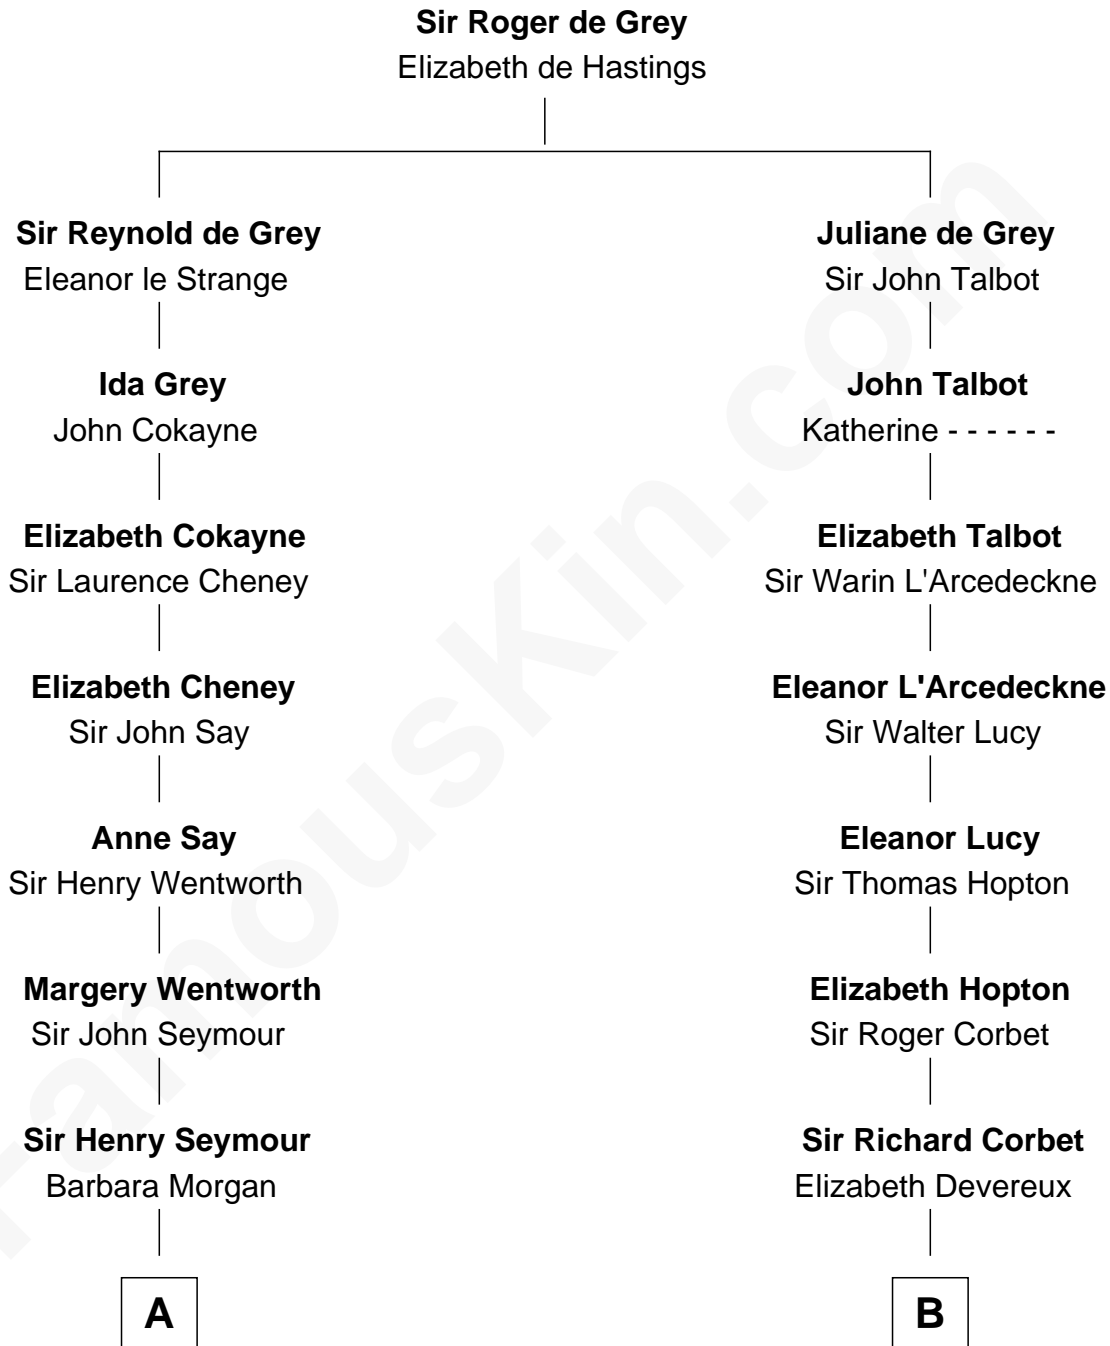 Sir Roger de Grey
Elizabeth de Hastings
Sir Reynold de Grey
Eleanor le Strange
Juliane de Grey
Sir John Talbot
Ida Grey
John Cokayne
John Talbot
Katherine - - - - - -
Elizabeth Cokayne
Sir Laurence Cheney
Elizabeth Talbot
Sir Warin L'Arcedeckne
Elizabeth Cheney
Sir John Say
Eleanor L'Arcedeckne
Sir Walter Lucy
Anne Say
Sir Henry Wentworth
Eleanor Lucy
Sir Thomas Hopton
Margery Wentworth
Sir John Seymour
Elizabeth Hopton
Sir Roger Corbet
Sir Henry Seymour
Barbara Morgan
Sir Richard Corbet
Elizabeth Devereux
A
B
FamousKin.com